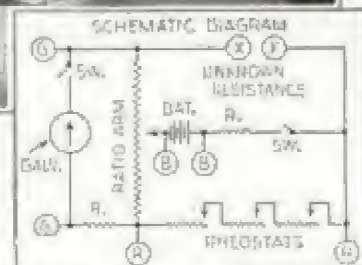 SCHEMATIC DIAGRAM
G
X
SW.
UNKNOWN
RESISTANCE
BAT.
RATIO ARM
GALV.
B
B
SW.
R
RHEOSTATS